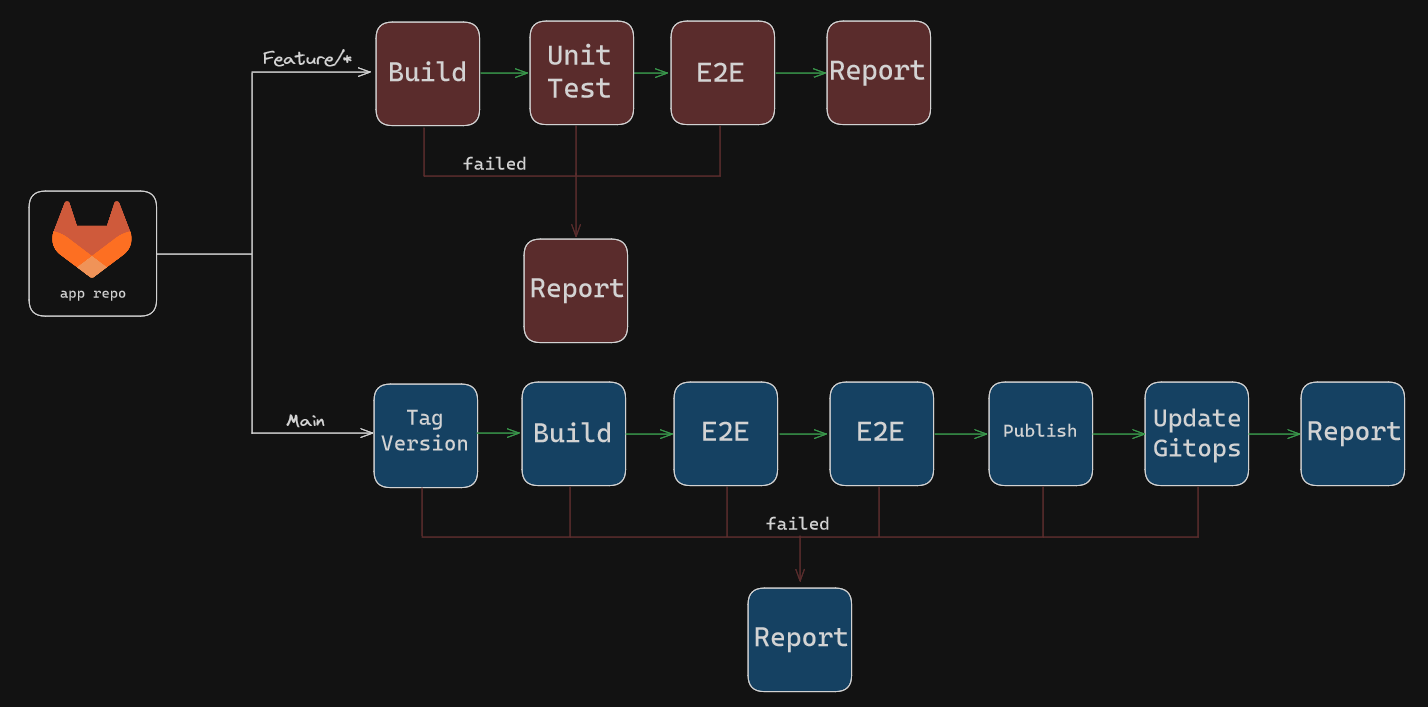 Feature/*
Build
Unit
Test
E2E
Report
failed
Report
app repo
Main
Tag
Version
Build
E2E
E2E
Publish
Update
Gitops
Report
failed
Report